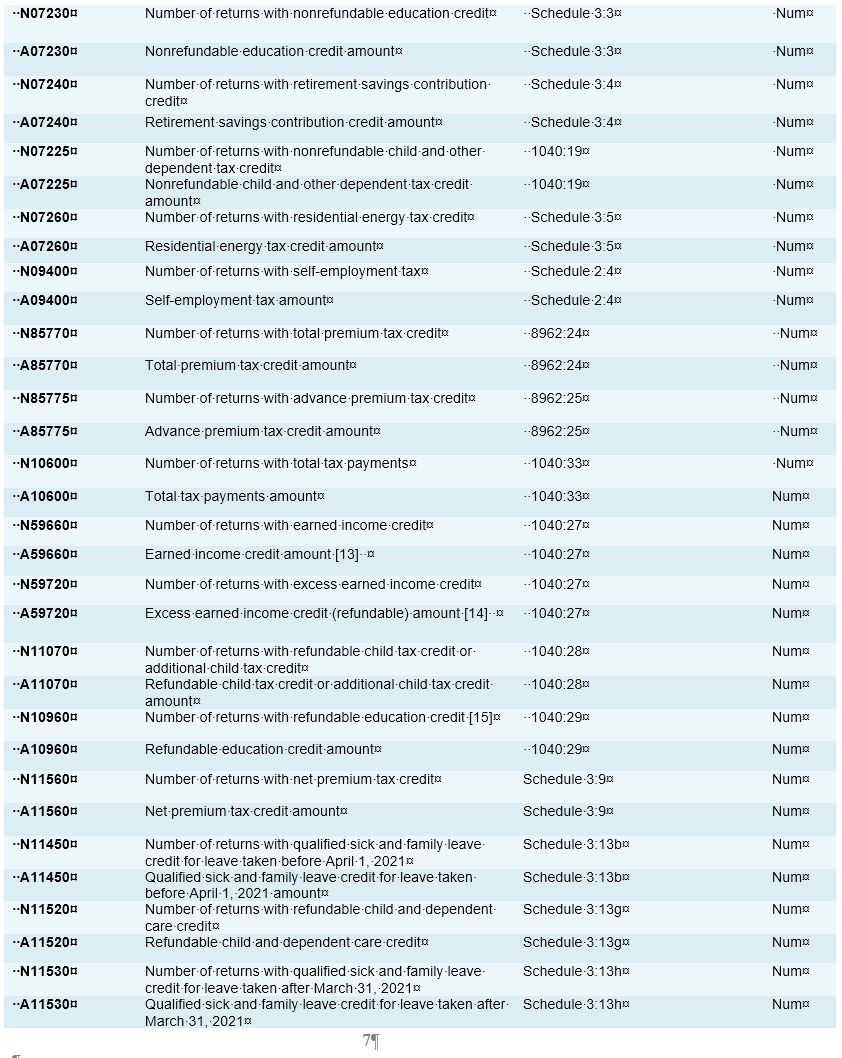 ··N07230¤ Number·of·returns·with·nonrefundable·education·credit¤ ··Schedule·3:3¤ ·Num¤
··A07230¤ Nonrefundable·education·credit·amount¤ ··Schedule·3:3¤ ·Num¤
··N07240¤ Number·of·returns·with·retirement·savings·contribution· ··Schedule·3:4¤ ·Num¤
credit¤
··A07240¤ Retirement·savings·contribution·credit·amount¤ ··Schedule·3:4¤ ·Num¤
··N07225¤ Number·of·returns·with·nonrefundable·child·and·other· ··1040:19¤ ·Num¤
dependent·tax·credit¤
··A07225¤ Nonrefundable·child·and·other·dependent·tax·credit· ··1040:19¤ ·Num¤
amount¤
··N07260¤ Number·of·returns·with·residential·energy·tax·credit¤ ··Schedule·3:5¤ ·Num¤
··A07260¤ Residential·energy·tax·credit·amount¤ ··Schedule·3:5¤ ·Num¤
··N09400¤ Number·of·returns·with·self-employment·tax¤ ··Schedule·2:4¤ ·Num¤
··A09400¤ Self-employment·tax·amount¤ ··Schedule·2:4¤ ·Num¤
··N85770¤ Number·of·returns·with·total·premium·tax·credit¤ ··8962:24¤ ··Num¤
··A85770¤ Total·premium·tax·credit·amount¤ ··8962:24¤ ··Num¤
··N85775¤ Number·of·returns·with·advance·premium·tax·credit¤ ··8962:25¤ ··Num¤
··A85775¤ Advance·premium·tax·credit·amount¤ ··8962:25¤ ··Num¤
··N10600¤ Number·of·returns·with·total·tax·payments¤ ··1040:33¤ ·Num¤
··A10600¤ Total·tax·payments·amount¤ ··1040:33¤ Num¤
··N59660¤ Number·of·returns·with·earned·income·credit¤ ··1040:27¤ Num¤
··A59660¤ Earned·income·credit·amount·[13]··¤ ··1040:27¤ Num¤
··N59720¤ Number·of·returns·with·excess·earned·income·credit¤ ··1040:27¤ Num¤
··A59720¤ Excess·earned·income·credit·(refundable)·amount·[14]··¤ ··1040:27¤ Num¤
··N11070¤ Number·of·returns·with·refundable·child·tax·credit·or· ··1040:28¤ Num¤
additional·child·tax·credit¤
··A11070¤ Refundable·child·tax·credit·or·additional·child·tax·credit· ··1040:28¤ Num¤
amount¤
··N10960¤ Number·of·returns·with·refundable·education·credit·[15]¤ ··1040:29¤ Num¤
··A10960¤ Refundable·education·credit·amount¤ ··1040:29¤ Num¤
··N11560¤ Number·of·returns·with·net·premium·tax·credit¤ Schedule·3:9¤ Num¤
··A11560¤ Net·premium·tax·credit·amount¤ Schedule·3:9¤ Num¤
··N11450¤ Number·of·returns·with·qualified·sick·and·family·leave· Schedule·3:13b¤ Num¤
credit·for·leave·taken·before·April·1,·2021¤
··A11450¤ Qualified·sick·and·family·leave·credit·for·leave·taken· Schedule·3:13b¤ Num¤
before·April·1,·2021·amount¤
··N11520¤ Number·of·returns·with·refundable·child·and·dependent· Schedule·3:13g¤ Num¤
care·credit¤
··A11520¤ Refundable·child·and·dependent·care·credit¤ Schedule·3:13g¤ Num¤
··N11530¤ Number·of·returns·with·qualified·sick·and·family·leave· Schedule·3:13h¤ Num¤
credit·for·leave·taken·after·March·31,·2021¤
··A11530¤ Qualified·sick·and·family·leave·credit·for·leave·taken·after· Schedule·3:13h¤ Num¤
March·31,·2021¤
7¶
¶